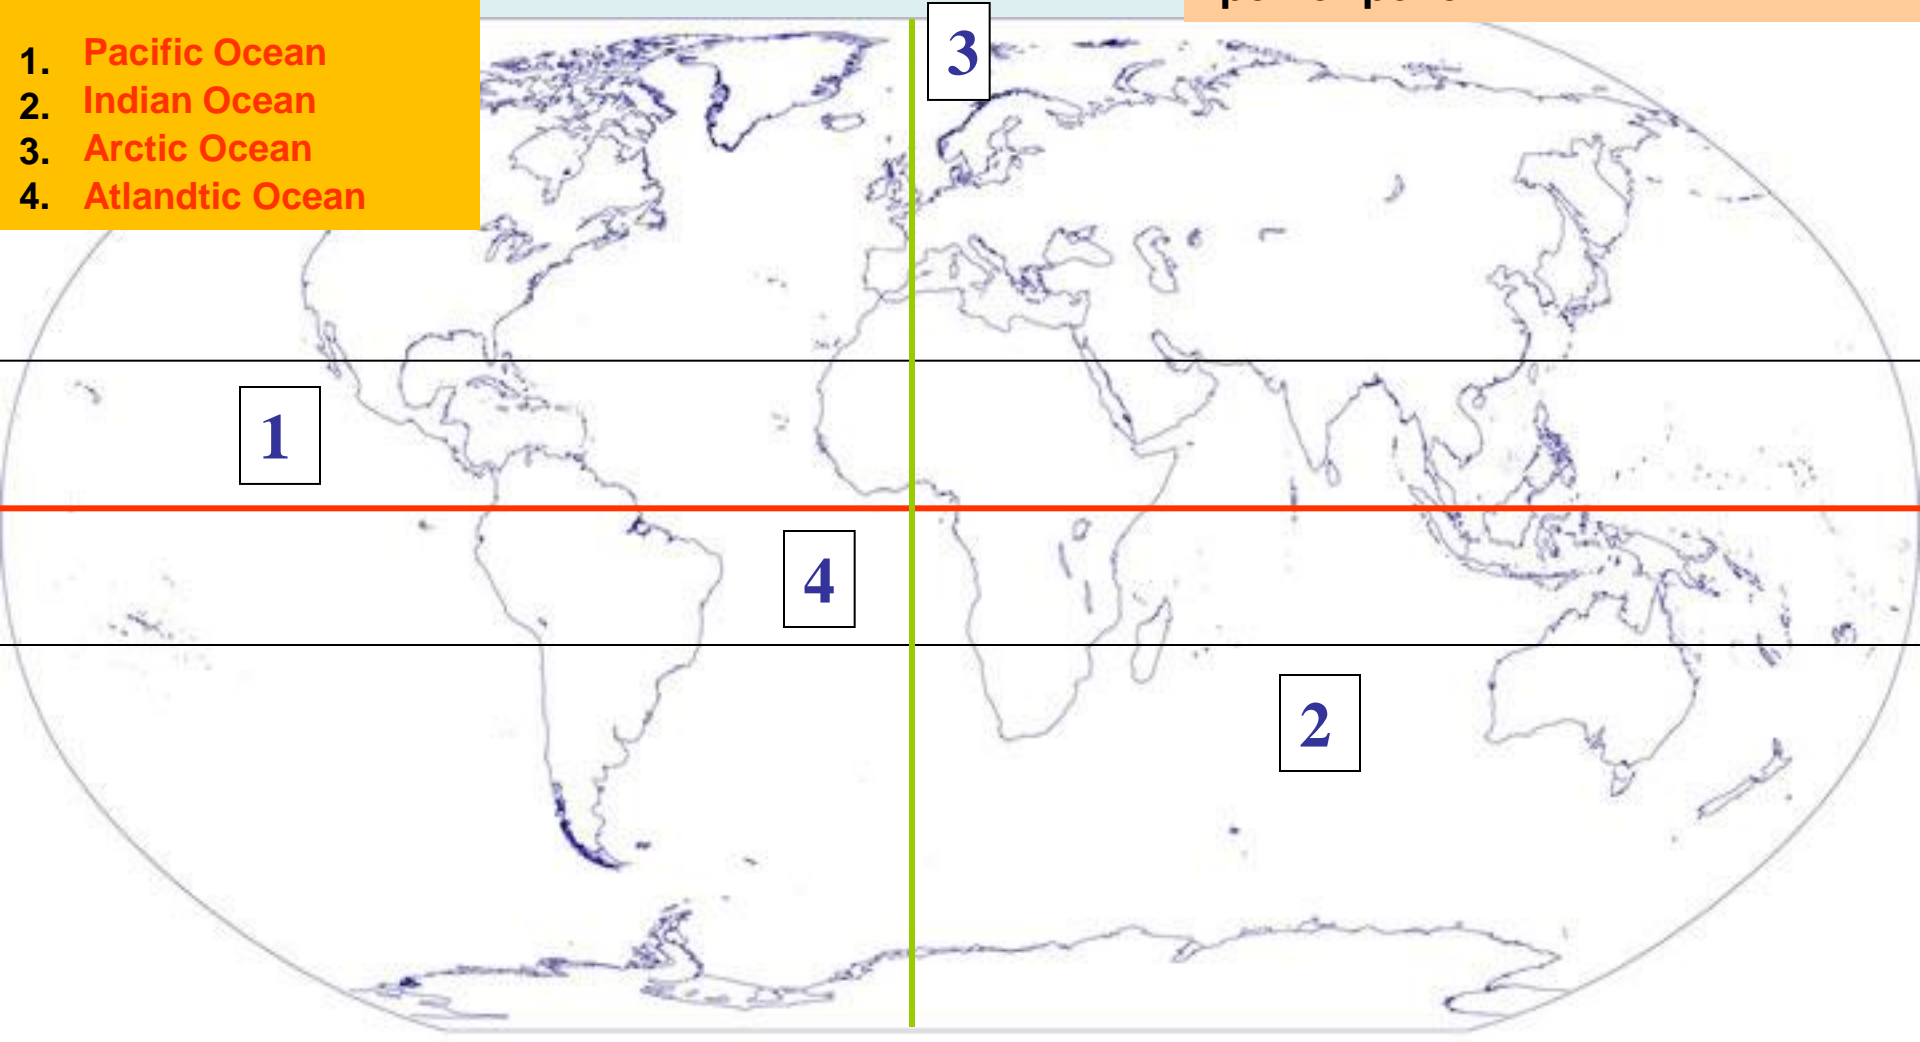 1. Pacific Ocean
2. Indian Ocean
3. Arctic Ocean
4. Atlandtic Ocean
3
1
4
2